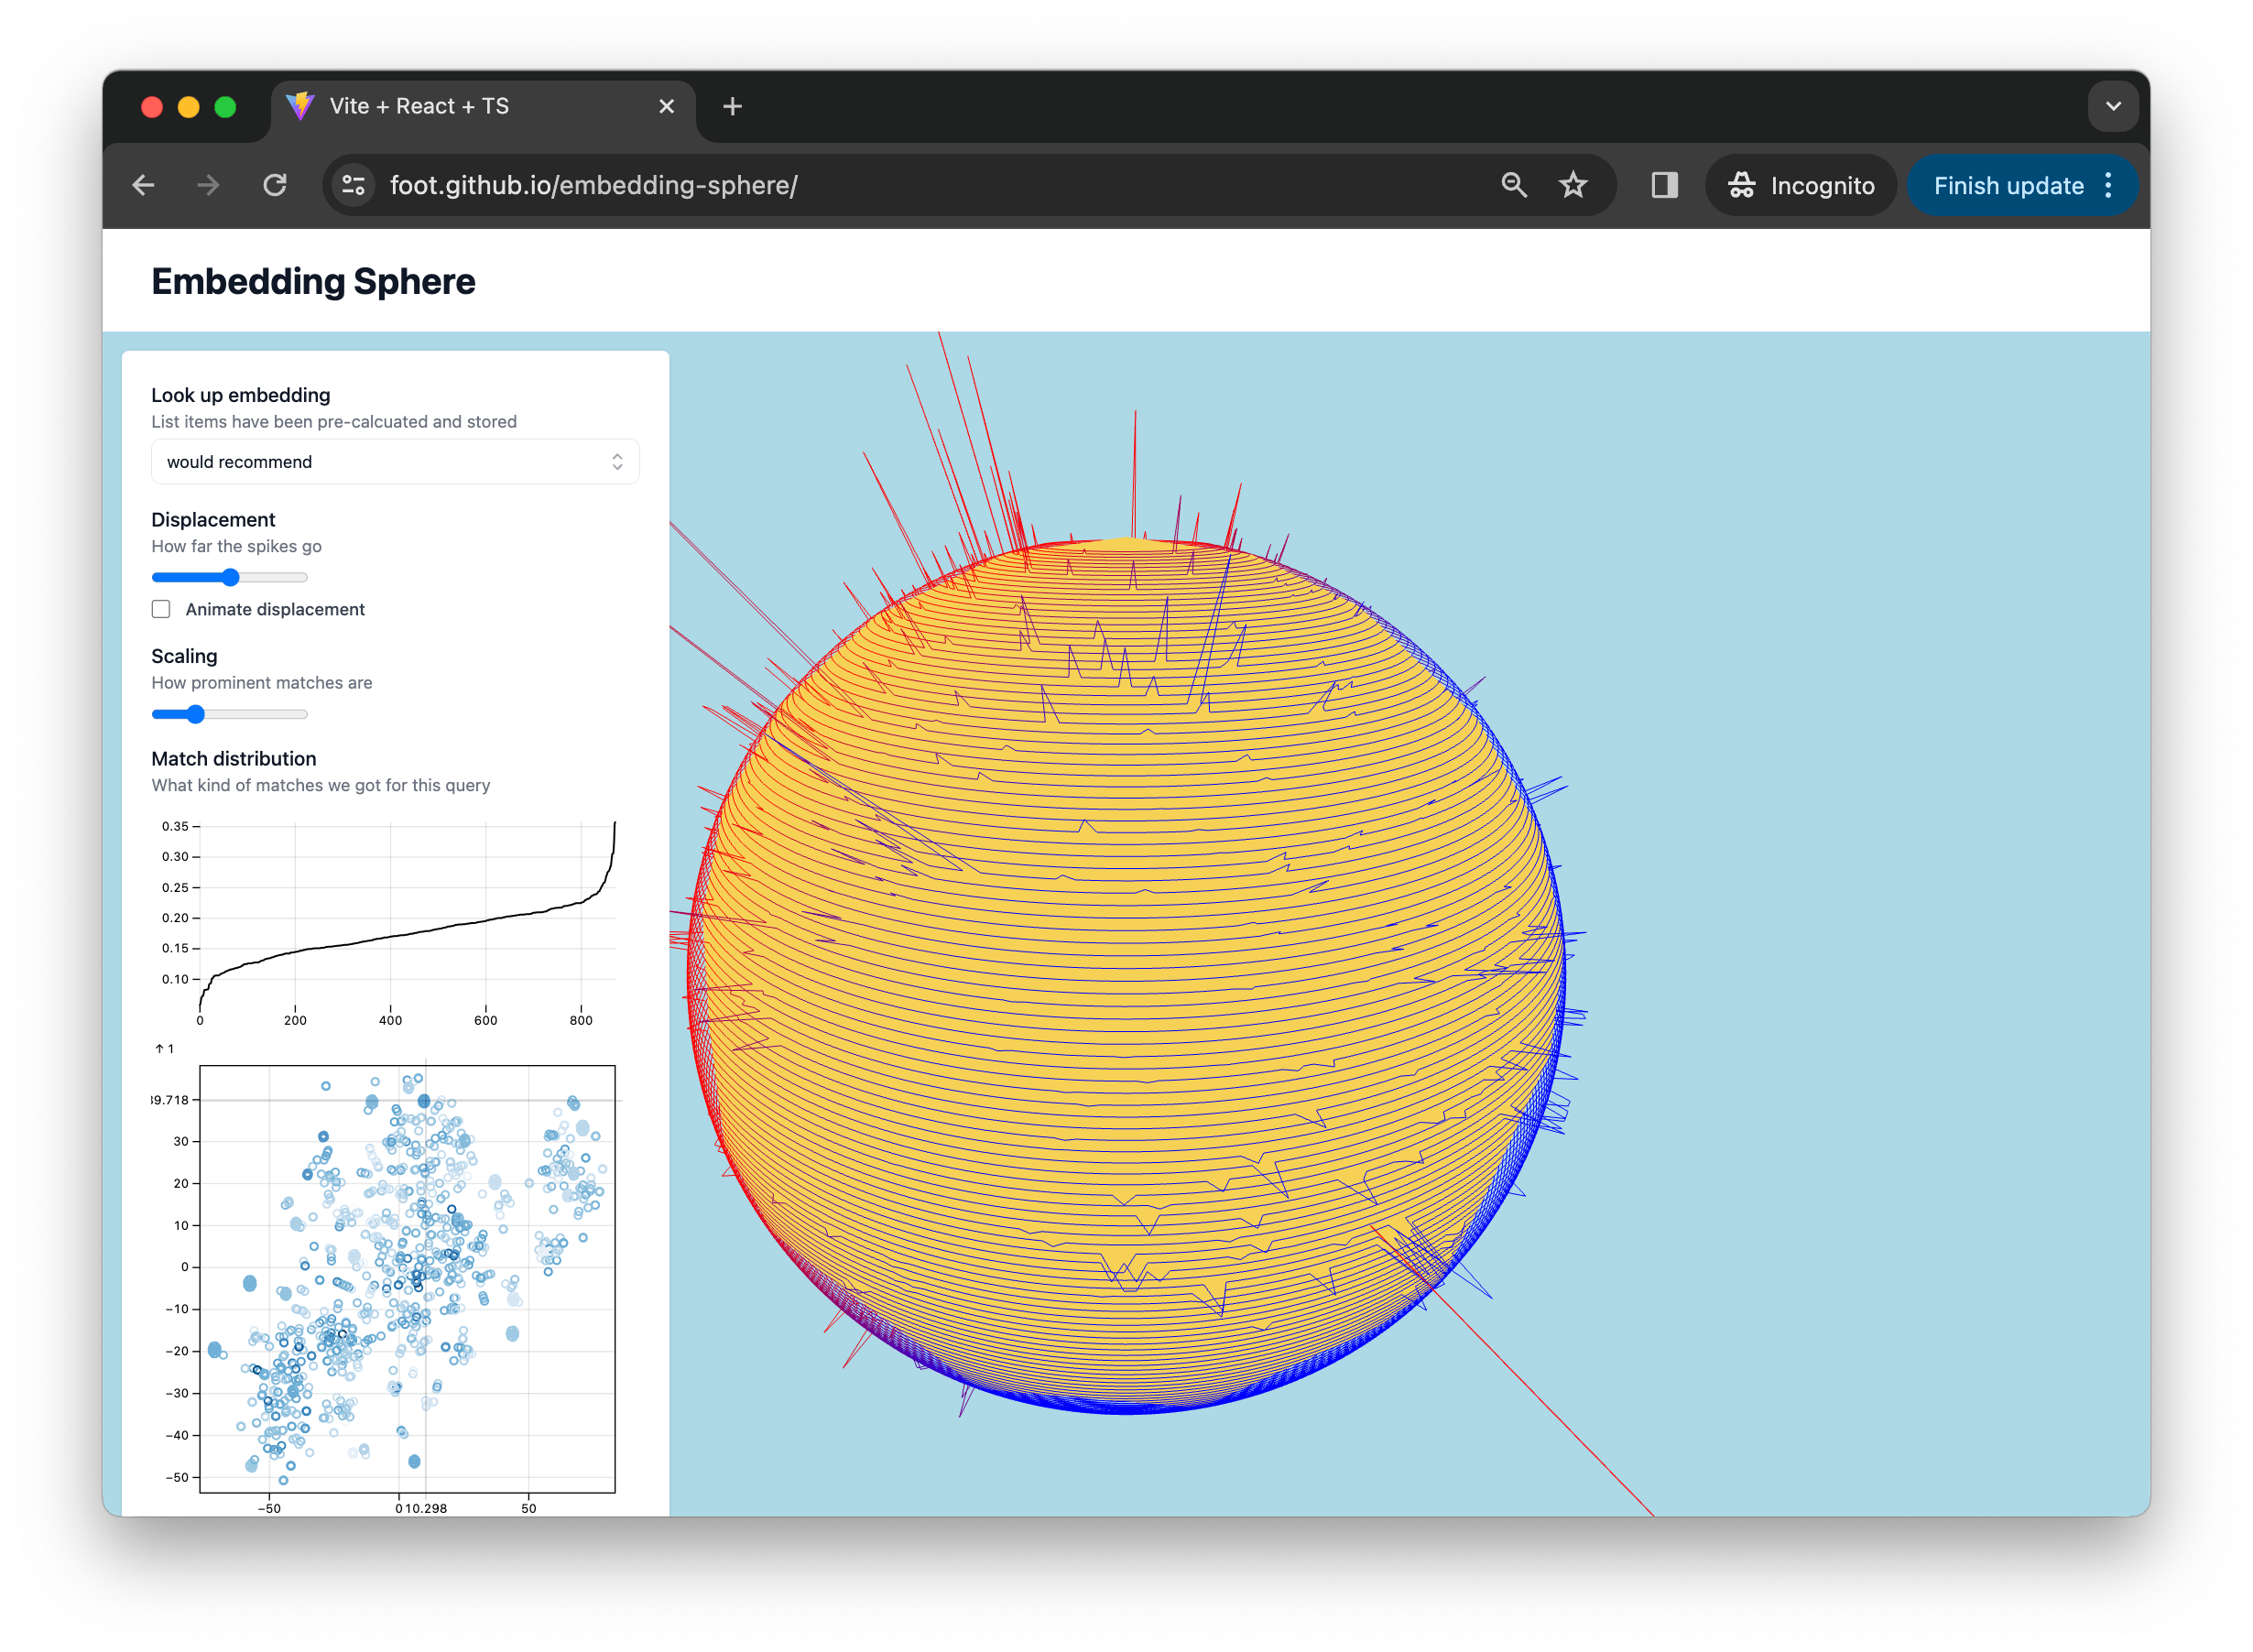 Vite + React + TS
foot.github.io/embedding-sphere/
Incognito
Finish update
Embedding Sphere
Look up embedding
List items have been pre-calcuated and stored
would recommend
Displacement
How far the spikes go
Animate displacement
Scaling
How prominent matches are
Match distribution
What kind of matches we got for this query
0.35
0.30
0.25
0.20
0.15
0.10
0 200 400 600 800
↑ 1
39.718
30
20
10
0
−10
−20
−30
−40
−50
−50 0 10.298 50